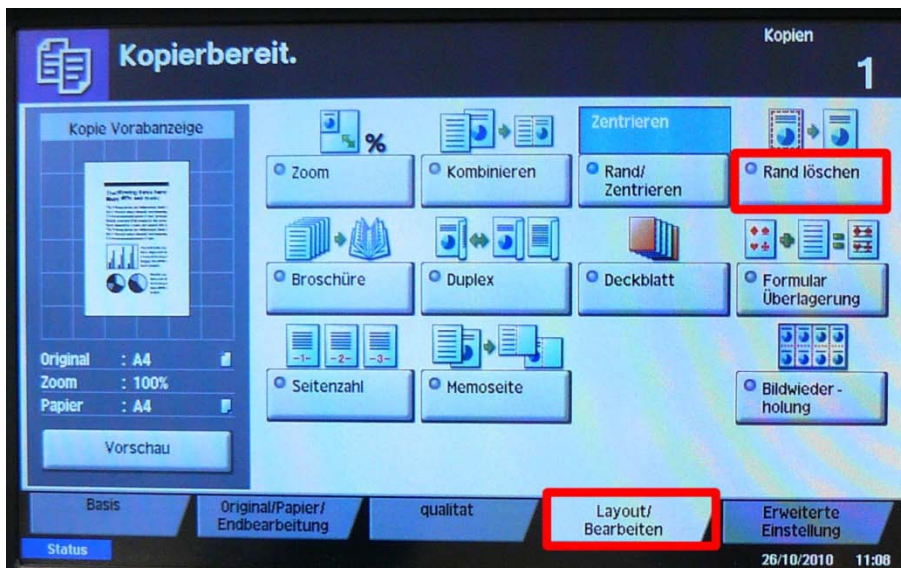 Kopierbereit.
Kopien
1
Kopie Vorabanzeige
Original : A4
Zoom : 100%
Papier : A4
Vorschau
%
Zoom
Kombinieren
Zentrieren
Rand/
Zentrieren
Rand löschen
Broschüre
Duplex
Deckblatt
Formular
Überlagerung
-1-
-2-
-3-
Seitenzahl
Memoseite
Bildwieder -
holung
Basis
Original/Papier/
Endbearbeitung
qualitat
Layout/
Bearbeiten
Erweiterte
Einstellung
Status
26/10/2010 11:08